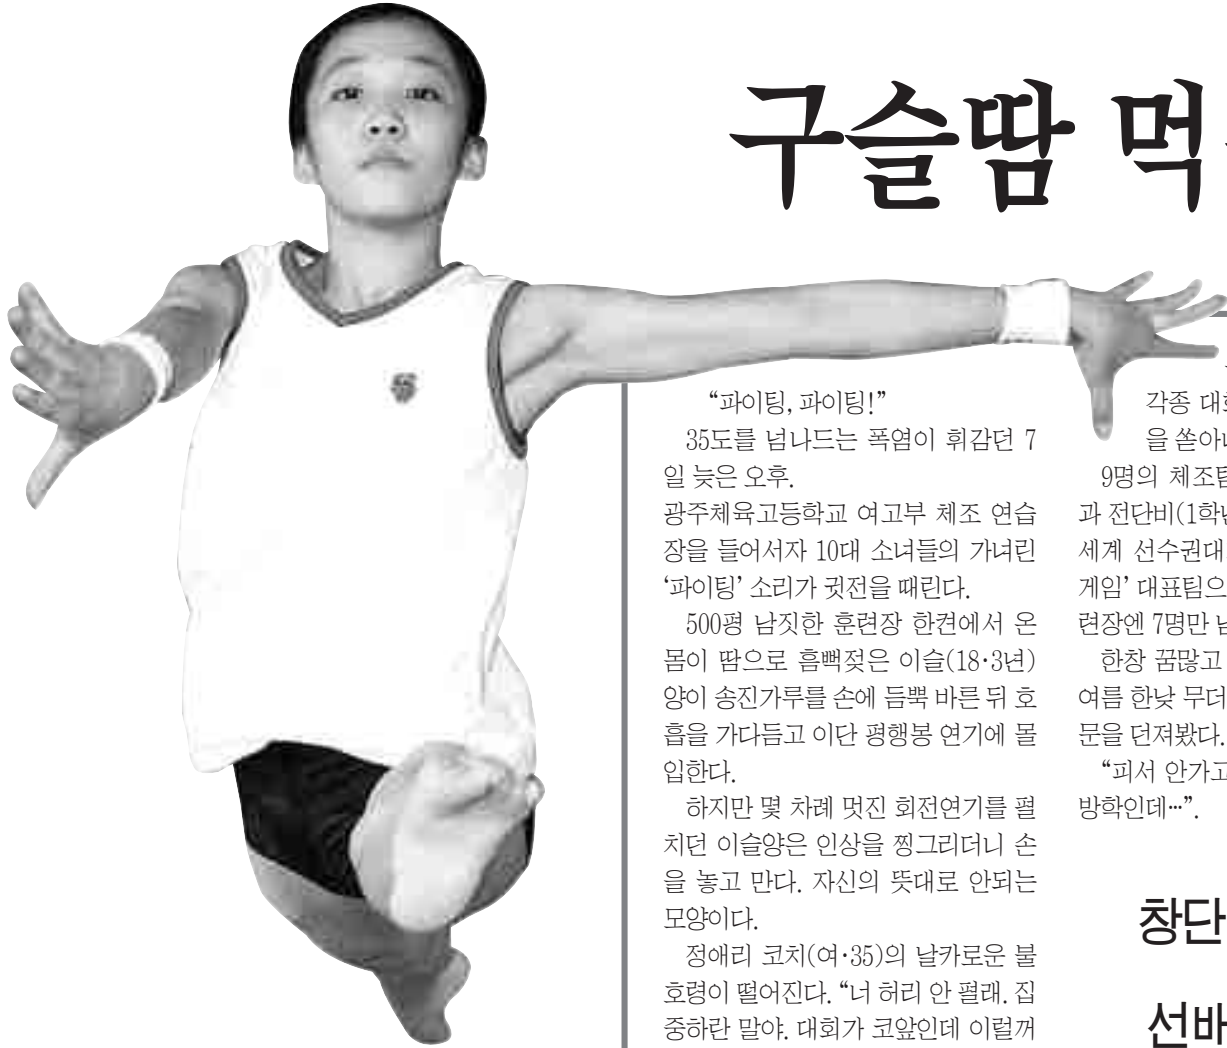 구슬땀 먹
“파이팅, 파이팅!”
35도를 넘나드는 폭염이 휘감던 7
일 늦은 오후.
광주체육고등학교 여고부 체조 연습
장을 들어서자 10대 소녀들의 가녀린
‘파이팅’ 소리가 귓전을 때린다.
500평 남짓한 훈련장 한켠에서 온
몸이 땀으로 흠뻑젖은 이슬(18·3년)
양이 송진가루를 손에 듬뿍 바른 뒤 호
흡을 가다듬고 이단 평행봉 연기에 몰
입한다.
하지만 몇 차례 멋진 회전연기를 펼
치던 이슬양은 인상을 찡그리더니 손
을 놓고 만다. 자신의 뜻대로 안되는
모양이다.
정애리 코치(여·35)의 날카로운 불
호령이 떨어진다. “너 허리 안 펼래. 집
중하란 말야. 대회가 코앞인데 이럴꺼
각종
을 쏟아
9명의 체조
과 전단비(1학
세계 선수권대
게임’ 대표팀으
련장엔 7명만
한창 꿈많고
여름 한낮 무더
문을 던져봤다.
“피서 안가고
방학인데…”.
창단
선배